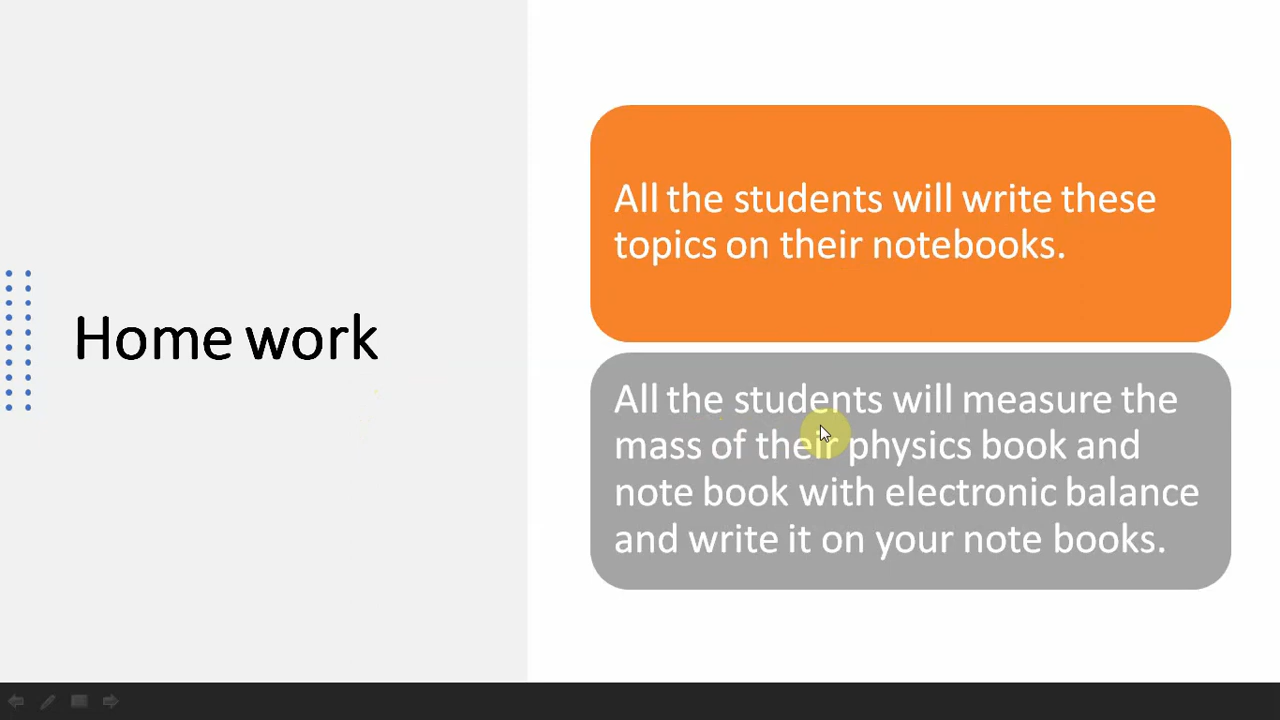 Home work
All the students will write these
topics on their notebooks.
All the students will measure the
mass of their physics book and
note book with electronic balance
and write it on your note books.